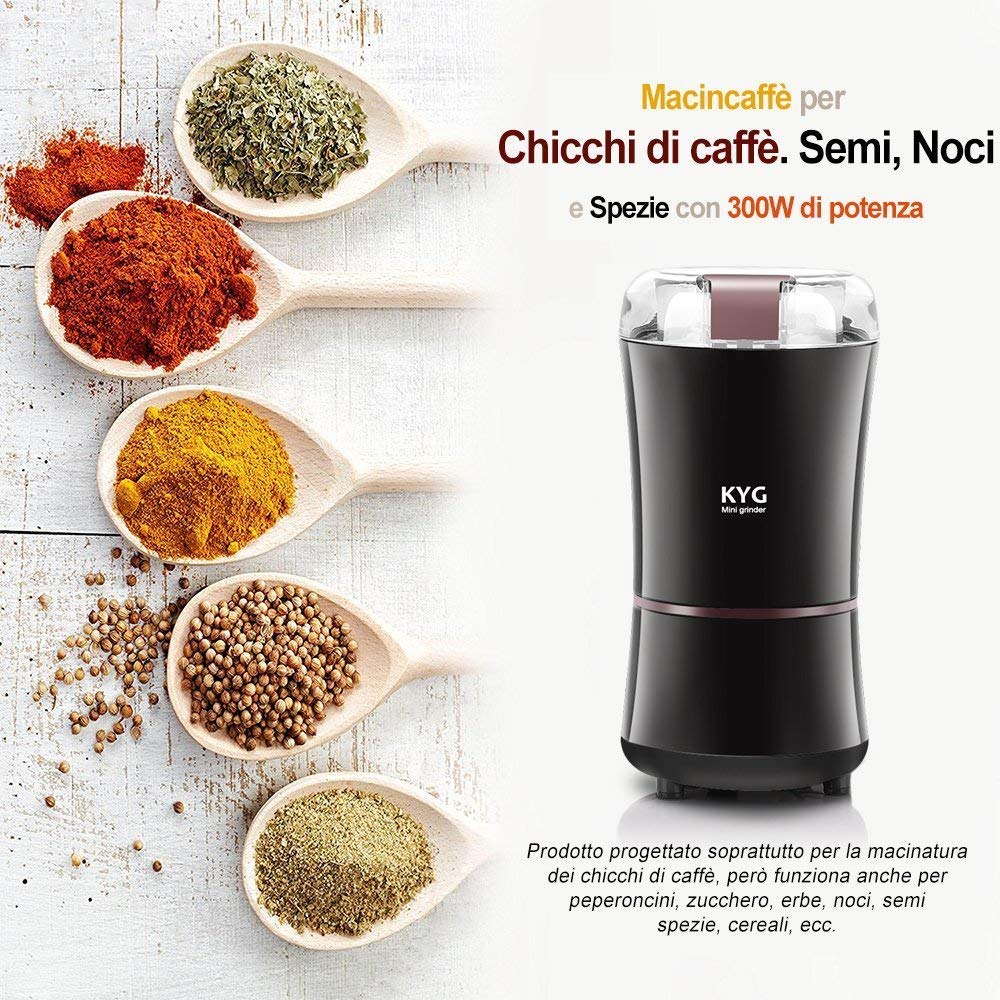 Macincaffè per
Chicchi di caffè. Semi, Noci
e Spezie con 300W di potenza
KYG
Mini grinder
Prodotto progettato soprattutto per la macinatura
dei chicchi di caffè, però funziona anche per
peperoncini, zucchero, erbe, noci, semi
spezie, cereali, ecc.